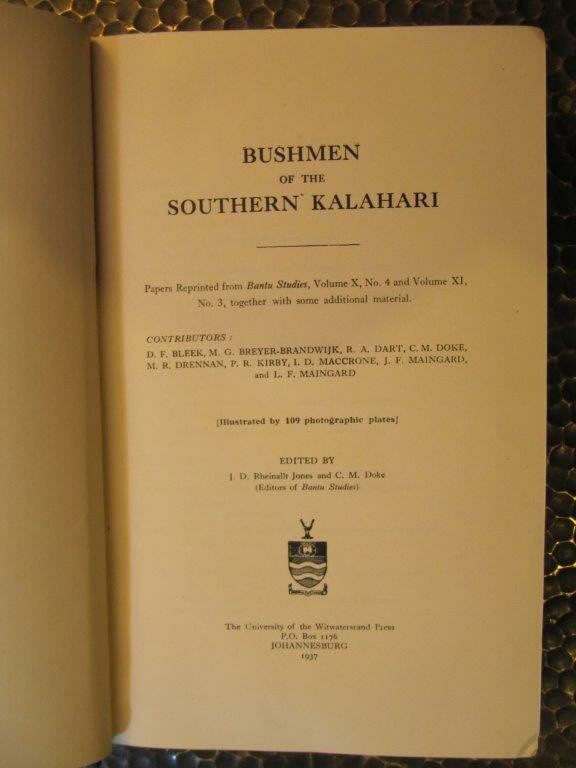 BUSHMEN
OF THE
SOUTHERN KALAHARI
Papers Reprinted from Bantu Studies, Volume X, No. 4 and Volume XI,
No. 3, together with some additional material.
CONTRIBUTORS :
D. F. BLEEK, M. G. BREYER-BRANDWIJK, R. A. DART, C. M. DOKE,
M. R. DRENNAN, P. R. KIRBY, I. D. MACCRONE, J. F. MAINGARD,
and L. F. MAINGARD
[Illustrated by 109 photographic plates]
EDITED BY
J. D. Rheinallt Jones and C. M. Doke
(Editors of Bantu Studies)
The University of the Witwatersrand Press
P.O. Box 1176
JOHANNESBURG
1937